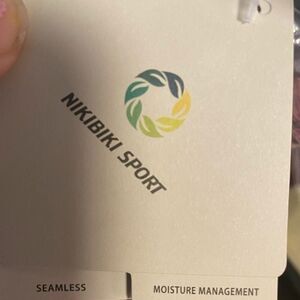 NIKIBIKI SPORT
SEAMLESS
MOISTURE MANAGEMENT